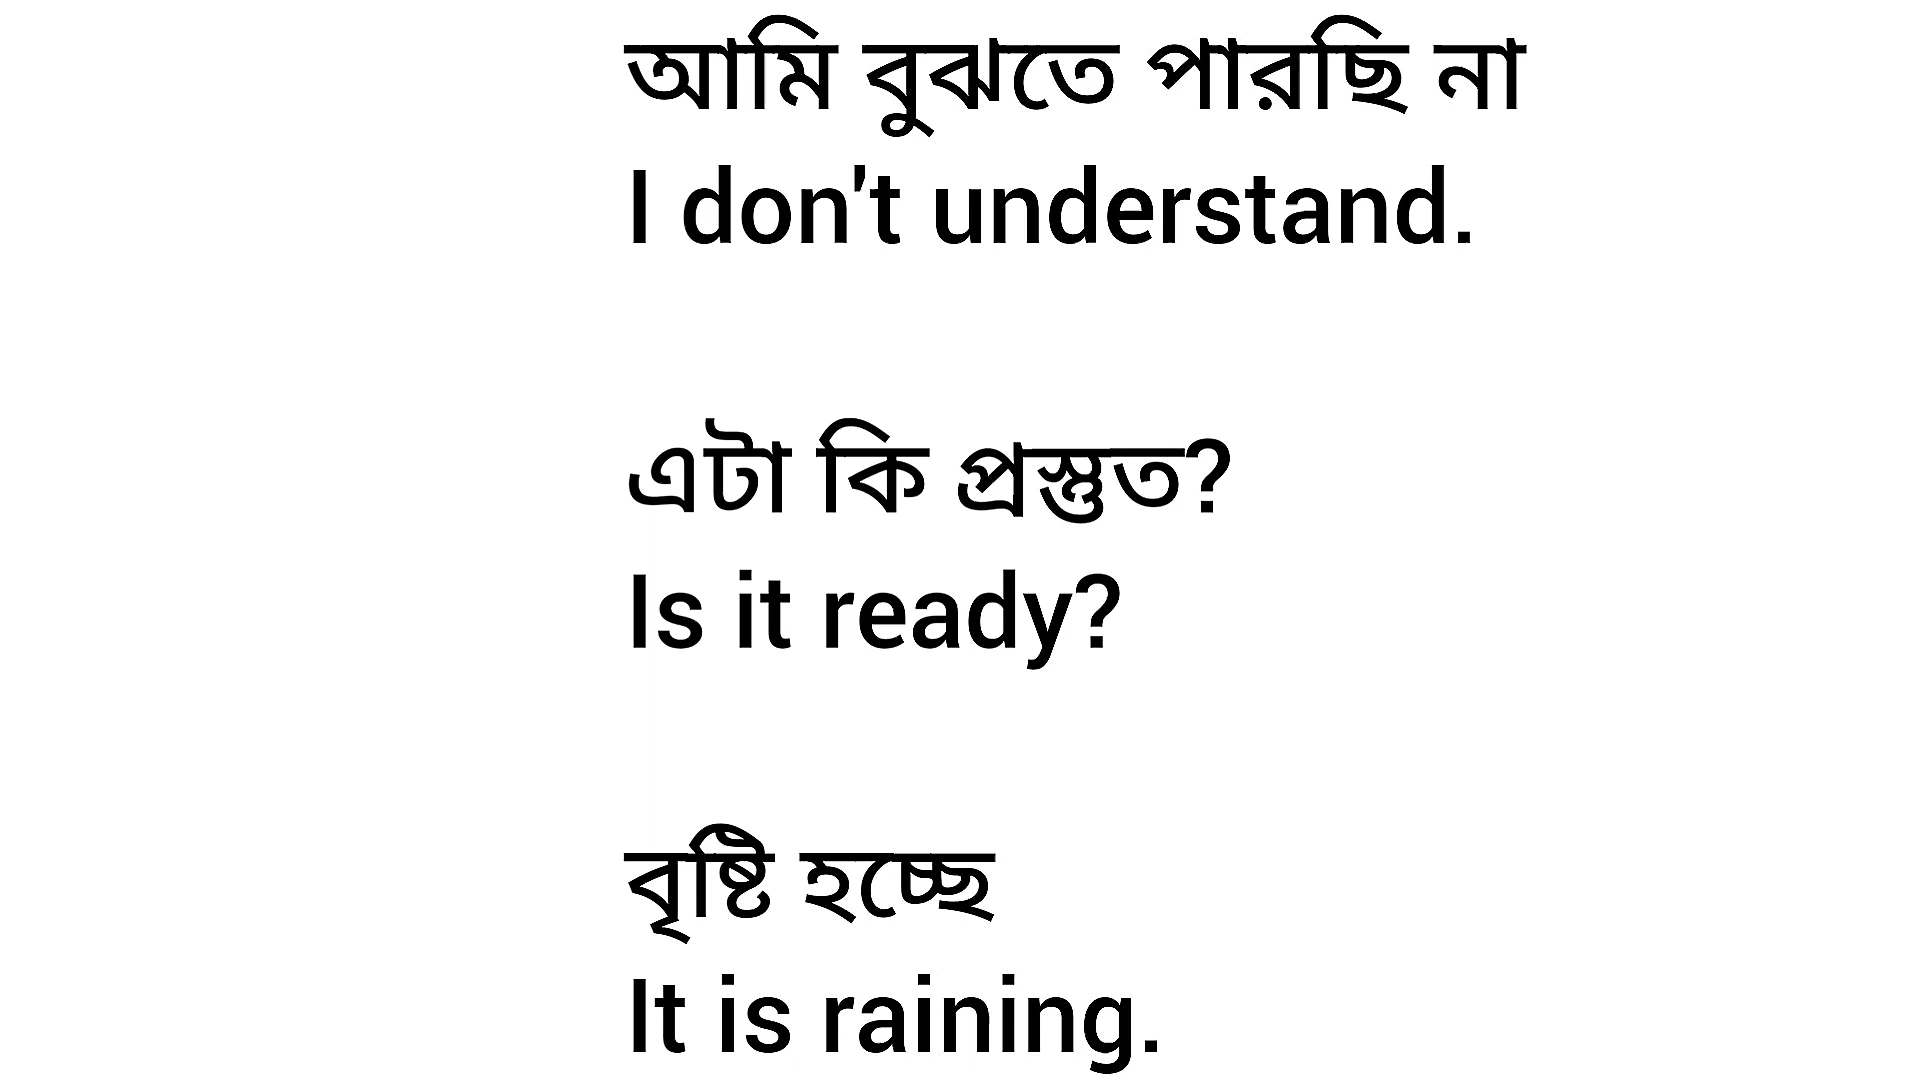 আমি বুঝতে পারছি না
I don't understand.
এটা কি প্রস্তুত?
Is it ready?
বৃষ্টি হচ্ছে
It is raining.